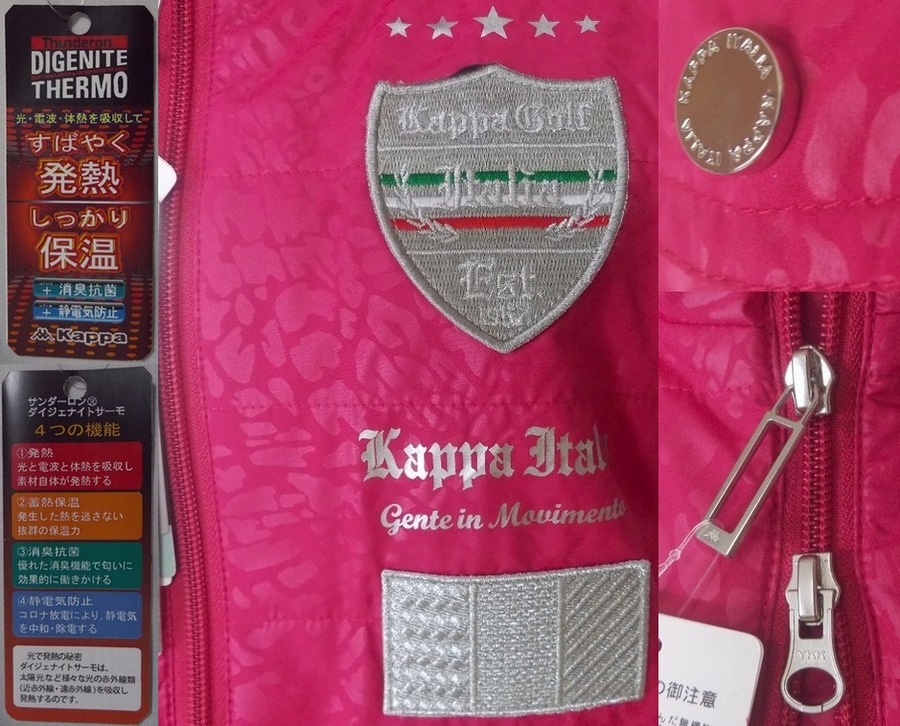 Thunderon
DIGENITE
THERMO
光・電波・体熱を吸収して
すばやく
発熱
しっかり
保温
+ 消臭抗菌
+ 静電気防止
Kappa
サンダーロン®
ダイジェナイトサーモ
4つの機能
①発熱
光と電波と体熱を吸収し
素材自体が発熱する
②蓄熱保温
発生した熱を逃さない
抜群の保温力
③消臭抗菌
優れた消臭機能で匂いに
効果的に働きかける
④静電気防止
コロナ放電により、静電気
を中和・除電する
光で発熱の秘密
ダイジェナイトサーモは、
太陽光など様々な光の赤外線類
(近赤外線・遠赤外線)を吸収し
発熱するのです。
Kappa Golf
Italia
Est
Kappa Ital
Gente in Movimento
KAPPA ITALIA · KAPPA ITALIA
YKK
の御注意